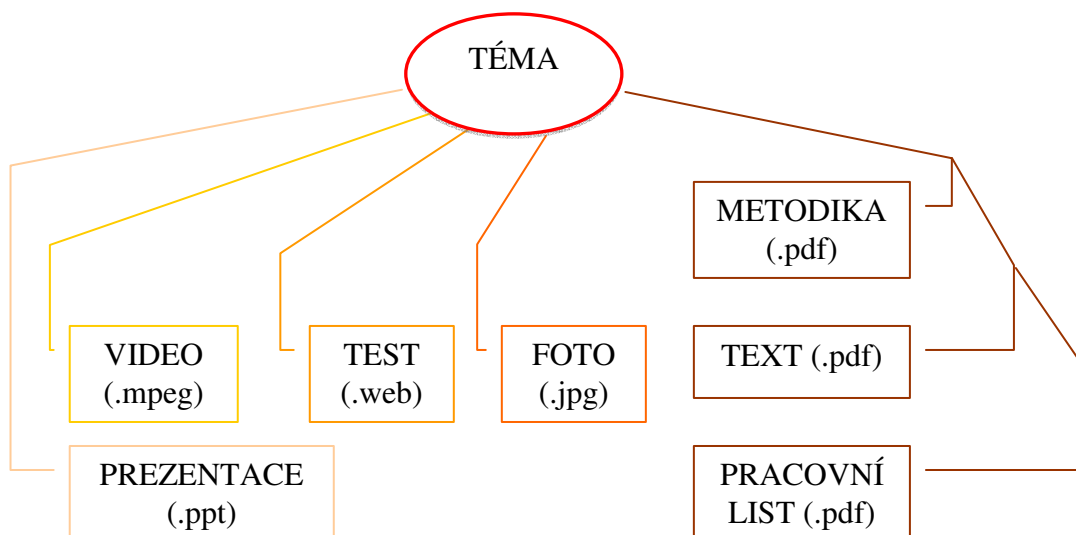 TÉMA
METODIKA
(.pdf)
VIDEO
(.mpeg)
TEST
(.web)
FOTO
(.jpg)
TEXT (.pdf)
PREZENTACE
(.ppt)
PRACOVNÍ
LIST (.pdf)